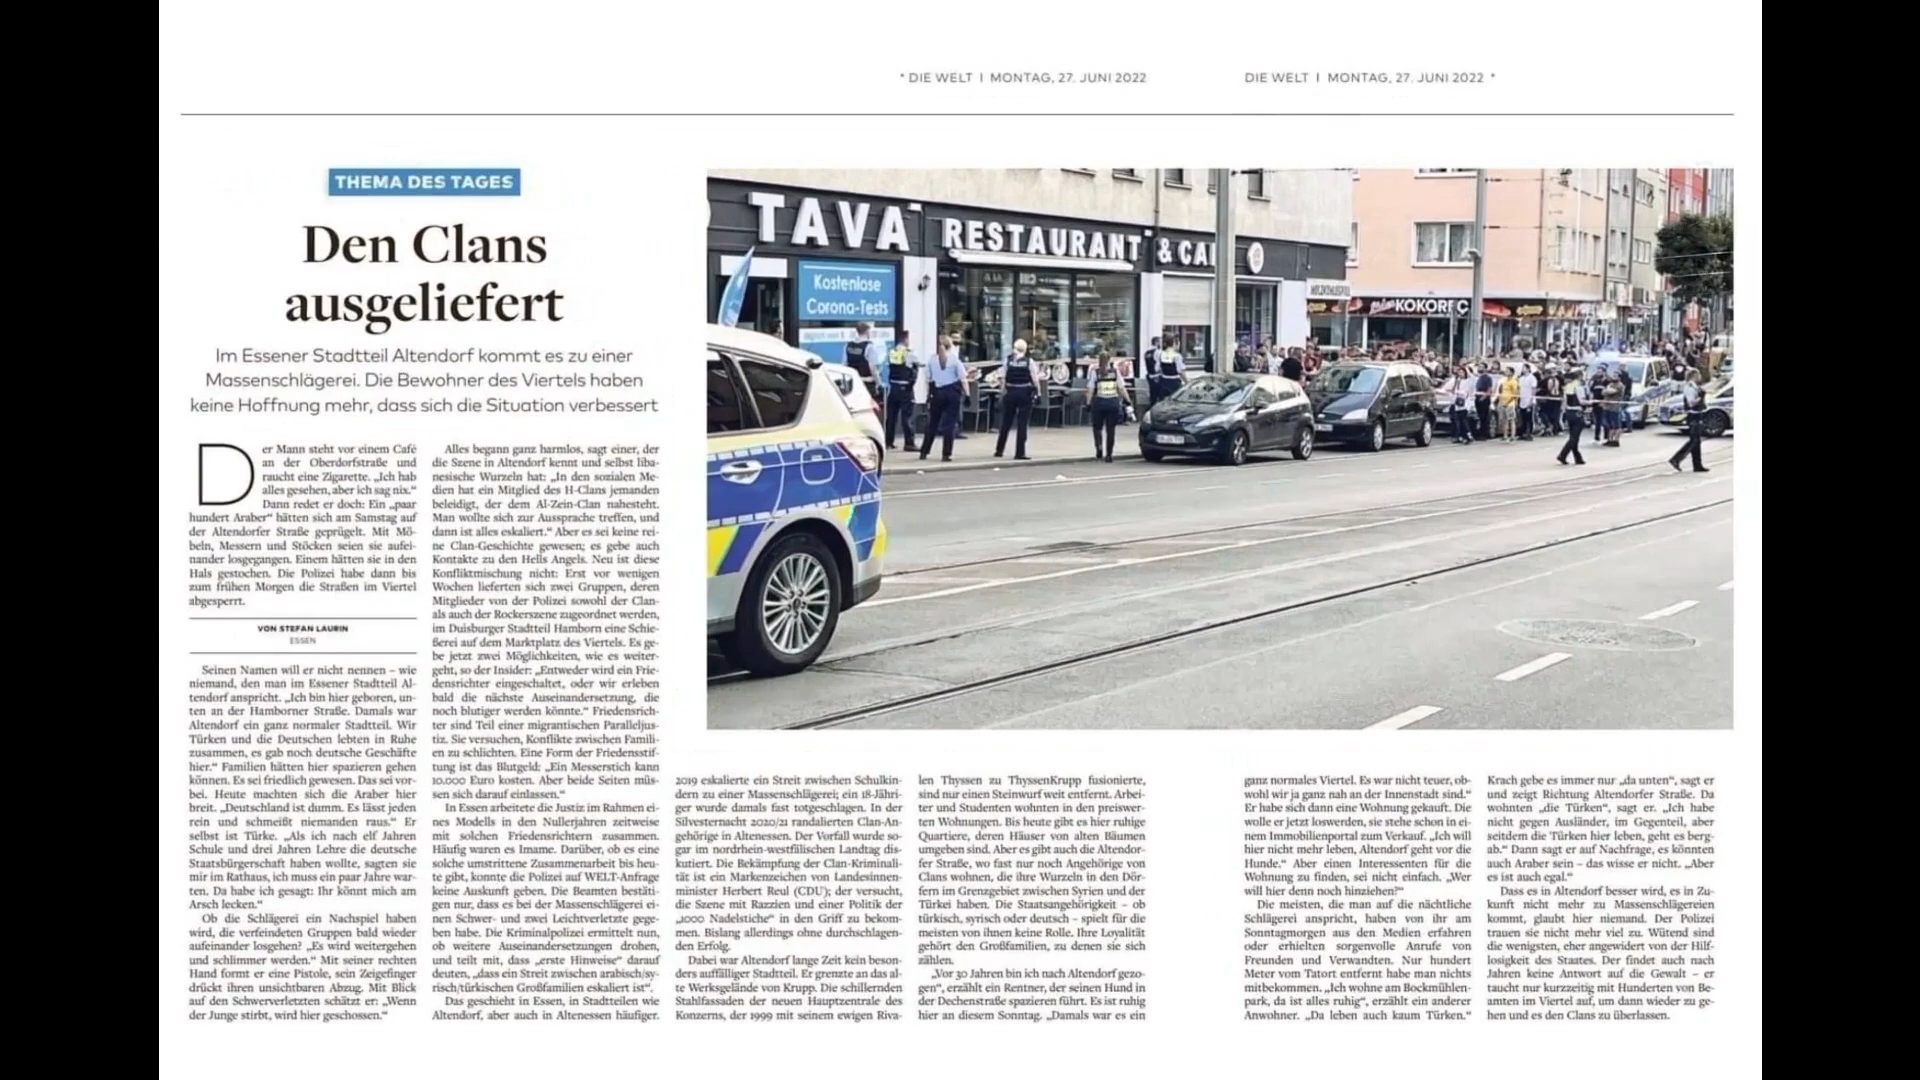 * DIE WELT | MONTAG, 27. JUNI 2022
DIE WELT | MONTAG, 27. JUNI 2022 *
THEMA DES TAGES
Den Clans
ausgeliefert
Im Essener Stadtteil Altendorf kommt es zu einer
Massenschlägerei. Die Bewohner des Viertels haben
keine Hoffnung mehr, dass sich die Situation verbessert
TAVA
RESTAURANT & CAF
Kostenlose
Corona-Tests
HOLZKOHLEGRILL
KOKOREÇ
Der Mann steht vor einem Café
an der Oberdorfstraße und
raucht eine Zigarette. „Ich hab
alles gesehen, aber ich sag nix.“
Dann redet er doch: Ein „paar
hundert Araber“ hätten sich am Samstag auf
der Altendorfer Straße geprügelt. Mit Mö-
beln, Messern und Stöcken seien sie aufei-
nander losgegangen. Einem hätten sie in den
Hals gestochen. Die Polizei habe dann bis
zum frühen Morgen die Straßen im Viertel
abgesperrt.
VON STEFAN LAURIN
ESSEN
Seinen Namen will er nicht nennen – wie
niemand, den man im Essener Stadtteil Al-
tendorf anspricht. „Ich bin hier geboren, un-
ten an der Hamborner Straße. Damals war
Altendorf ein ganz normaler Stadtteil. Wir
Türken und die Deutschen lebten in Ruhe
zusammen, es gab noch deutsche Geschäfte
hier.“ Familien hätten hier spazieren gehen
können. Es sei friedlich gewesen. Das sei vor-
bei. Heute machten sich die Araber hier
breit. „Deutschland ist dumm. Es lässt jeden
rein und schmeißt niemanden raus.“ Er
selbst ist Türke. „Als ich nach elf Jahren
Schule und drei Jahren Lehre die deutsche
Staatsbürgerschaft haben wollte, sagten sie
mir im Rathaus, ich muss ein paar Jahre war-
ten. Da habe ich gesagt: Ihr könnt mich am
Arsch lecken.“
Ob die Schlägerei ein Nachspiel haben
wird, die verfeindeten Gruppen bald wieder
aufeinander losgehen? „Es wird weitergehen
und schlimmer werden.“ Mit seiner rechten
Hand formt er eine Pistole, sein Zeigefinger
drückt ihren unsichtbaren Abzug. Mit Blick
auf den Schwerverletzten schätzt er: „Wenn
der Junge stirbt, wird hier geschossen.“
Alles begann ganz harmlos, sagt einer, der
die Szene in Altendorf kennt und selbst liba-
nesische Wurzeln hat: „In den sozialen Me-
dien hat ein Mitglied des H-Clans jemanden
beleidigt, der dem Al-Zein-Clan nahesteht.
Man wollte sich zur Aussprache treffen, und
dann ist alles eskaliert.“ Aber es sei keine rei-
ne Clan-Geschichte gewesen; es gebe auch
Kontakte zu den Hells Angels. Neu ist diese
Konfliktmischung nicht: Erst vor wenigen
Wochen lieferten sich zwei Gruppen, deren
Mitglieder von der Polizei sowohl der Clan-
als auch der Rockerszene zugeordnet werden,
im Duisburger Stadtteil Hamborn eine Schie-
ßerei auf dem Marktplatz des Viertels. Es ge-
be jetzt zwei Möglichkeiten, wie es weiter-
geht, so der Insider: „Entweder wird ein Frie-
densrichter eingeschaltet, oder wir erleben
bald die nächste Auseinandersetzung, die
noch blutiger werden könnte.“ Friedensrich-
ter sind Teil einer migrantischen Paralleljus-
tiz. Sie versuchen, Konflikte zwischen Famili-
en zu schlichten. Eine Form der Friedensstif-
tung ist das Blutgeld: „Ein Messerstich kann
10.000 Euro kosten. Aber beide Seiten müs-
sen sich darauf einlassen.“
In Essen arbeitete die Justiz im Rahmen ei-
nes Modells in den Nullerjahren zeitweise
mit solchen Friedensrichtern zusammen.
Häufig waren es Imame. Darüber, ob es eine
solche umstrittene Zusammenarbeit bis heu-
te gibt, konnte die Polizei auf WELT-Anfrage
keine Auskunft geben. Die Beamten bestäti-
gen nur, dass es bei der Massenschlägerei ei-
nen Schwer- und zwei Leichtverletzte gege-
ben habe. Die Kriminalpolizei ermittelt nun,
ob weitere Auseinandersetzungen drohen,
und teilt mit, dass „erste Hinweise“ darauf
deuten, „dass ein Streit zwischen arabisch/sy-
risch/türkischen Großfamilien eskaliert ist“.
Das geschieht in Essen, in Stadtteilen wie
Altendorf, aber auch in Altenessen häufiger.
2019 eskalierte ein Streit zwischen Schulkin-
dern zu einer Massenschlägerei; ein 18-Jähri-
ger wurde damals fast totgeschlagen. In der
Silvesternacht 2020/21 randalierten Clan-An-
gehörige in Altenessen. Der Vorfall wurde so-
gar im nordrhein-westfälischen Landtag dis-
kutiert. Die Bekämpfung der Clan-Kriminali-
tät ist ein Markenzeichen von Landesinnen-
minister Herbert Reul (CDU); der versucht,
die Szene mit Razzien und einer Politik der
„1000 Nadelstiche“ in den Griff zu bekom-
men. Bislang allerdings ohne durchschlagen-
den Erfolg.
Dabei war Altendorf lange Zeit kein beson-
ders auffälliger Stadtteil. Er grenzte an das al-
te Werksgelände von Krupp. Die schillernden
Stahlfassaden der neuen Hauptzentrale des
Konzerns, der 1999 mit seinem ewigen Riva-
len Thyssen zu ThyssenKrupp fusionierte,
sind nur einen Steinwurf weit entfernt. Arbei-
ter und Studenten wohnten in den preiswer-
ten Wohnungen. Bis heute gibt es hier ruhige
Quartiere, deren Häuser von alten Bäumen
umgeben sind. Aber es gibt auch die Altendor-
fer Straße, wo fast nur noch Angehörige von
Clans wohnen, die ihre Wurzeln in den Dör-
fern im Grenzgebiet zwischen Syrien und der
Türkei haben. Die Staatsangehörigkeit – ob
türkisch, syrisch oder deutsch – spielt für die
meisten von ihnen keine Rolle. Ihre Loyalität
gehört den Großfamilien, zu denen sie sich
zählen.
„Vor 30 Jahren bin ich nach Altendorf gezo-
gen“, erzählt ein Rentner, der seinen Hund in
der Dechenstraße spazieren führt. Es ist ruhig
hier an diesem Sonntag. „Damals war es ein
ganz normales Viertel. Es war nicht teuer, ob-
wohl wir ja ganz nah an der Innenstadt sind.“
Er habe sich dann eine Wohnung gekauft. Die
wolle er jetzt loswerden, sie stehe schon in ei-
nem Immobilienportal zum Verkauf. „Ich will
hier nicht mehr leben, Altendorf geht vor die
Hunde.“ Aber einen Interessenten für die
Wohnung zu finden, sei nicht einfach. „Wer
will hier denn noch hinziehen?“
Die meisten, die man auf die nächtliche
Schlägerei anspricht, haben von ihr am
Sonntagmorgen aus den Medien erfahren
oder erhielten sorgenvolle Anrufe von
Freunden und Verwandten. Nur hundert
Meter vom Tatort entfernt habe man nichts
mitbekommen. „Ich wohne am Bockmühlen-
park, da ist alles ruhig“, erzählt ein anderer
Anwohner. „Da leben auch kaum Türken.“
Krach gebe es immer nur „da unten“, sagt er
und zeigt Richtung Altendorfer Straße. Da
wohnten „die Türken“, sagt er. „Ich habe
nicht gegen Ausländer, im Gegenteil, aber
seitdem die Türken hier leben, geht es berg-
ab.“ Dann sagt er auf Nachfrage, es könnten
auch Araber sein – das wisse er nicht. „Aber
es ist auch egal.“
Dass es in Altendorf besser wird, es in Zu-
kunft nicht mehr zu Massenschlägereien
kommt, glaubt hier niemand. Der Polizei
trauen sie nicht mehr viel zu. Wütend sind
die wenigsten, eher angewidert von der Hilf-
losigkeit des Staates. Der findet auch nach
Jahren keine Antwort auf die Gewalt – er
taucht nur kurzzeitig mit Hunderten von Be-
amten im Viertel auf, um dann wieder zu ge-
hen und es den Clans zu überlassen.